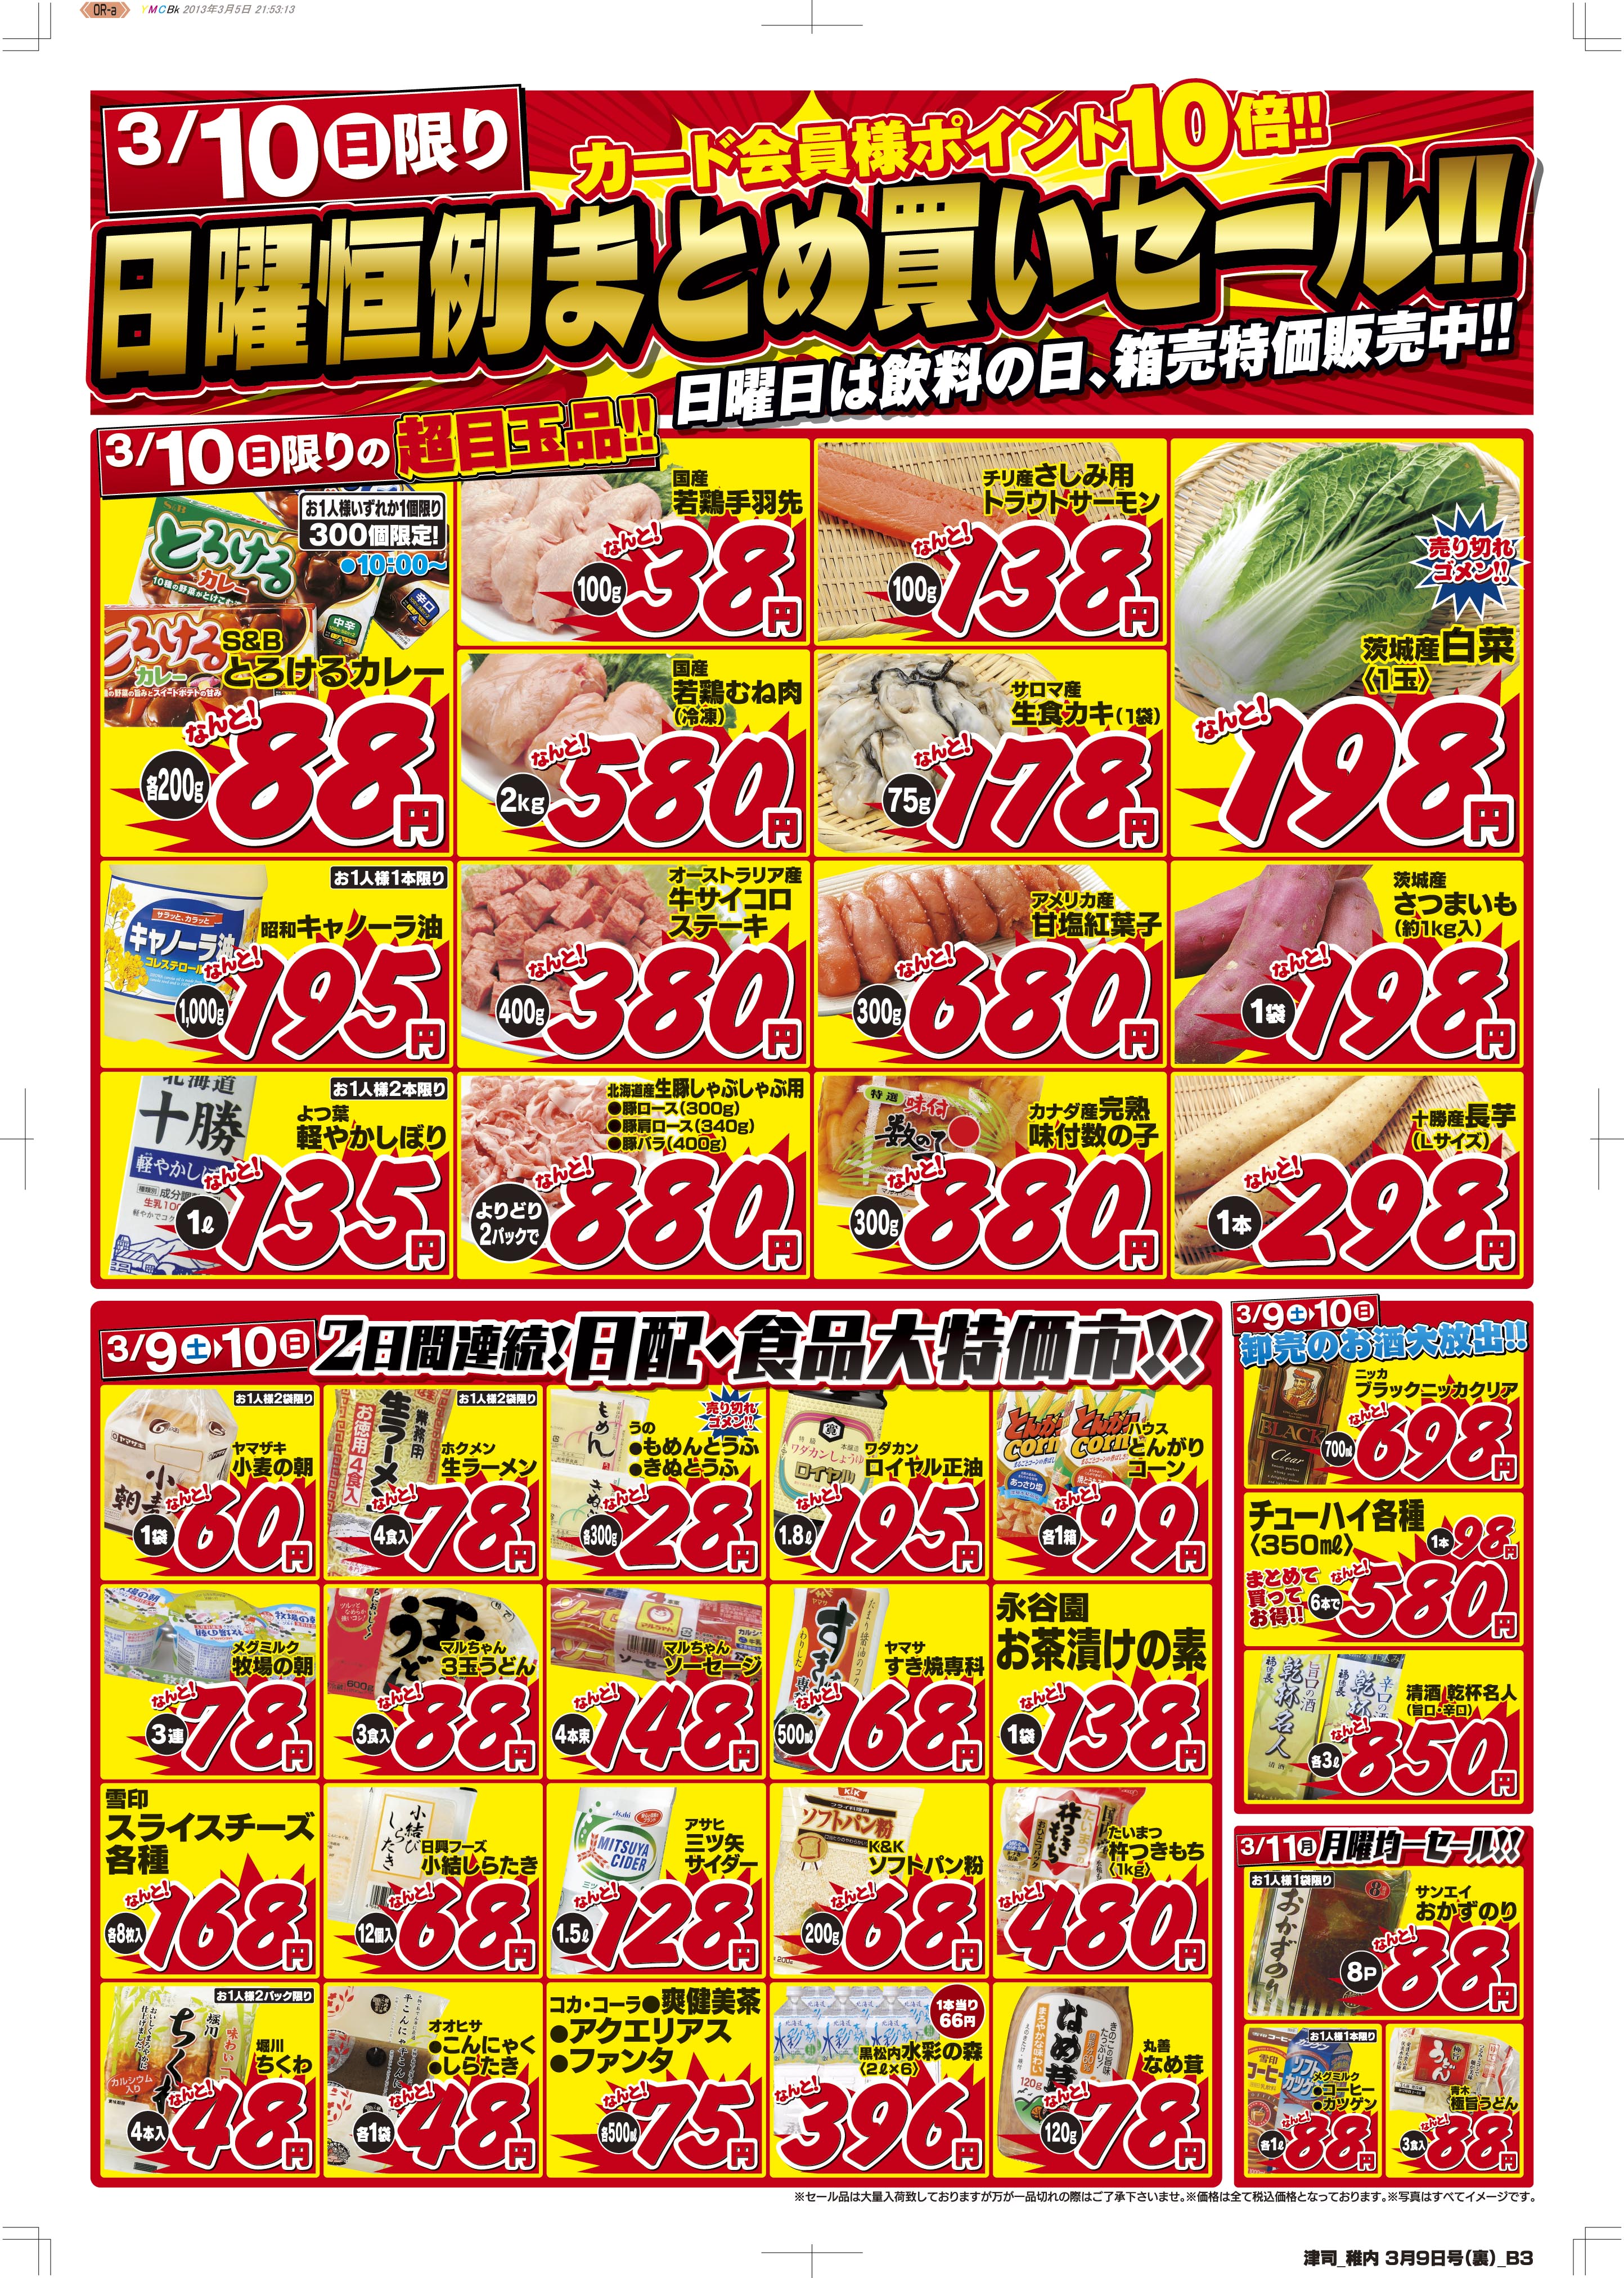 OR-a
YMCBk 2013年3月5日 21:53:13
3/10日限り
カード会員様ポイント10倍!!
日曜恒例まとめ買いセール!!
日曜日は飲料の日、箱売特価販売中!!
3/10日限りの超目玉品!!
お1人様いずれか1個限り
300個限定!
●10:00〜
S&B
とろけるカレー
なんと!
各200g
88円
国産
若鶏手羽先
なんと!
100g
38円
チリ産さしみ用
トラウトサーモン
なんと!
100g
138円
売り切れ
ゴメン!!
茨城産白菜
〈1玉〉
なんと!
198円
国産
若鶏むね肉
(冷凍)
なんと!
2kg
580円
サロマ産
生食カキ(1袋)
なんと!
75g
178円
お1人様1本限り
昭和キャノーラ油
なんと!
1,000g
195円
オーストラリア産
牛サイコロ
ステーキ
なんと!
400g
380円
アメリカ産
甘塩紅葉子
なんと!
300g
680円
茨城産
さつまいも
(約1kg入)
なんと!
1袋
198円
お1人様2本限り
よつ葉
軽やかしぼり
なんと!
1ℓ
135円
北海道産生豚しゃぶしゃぶ用
●豚ロース(300g)
●豚肩ロース(340g)
●豚バラ(400g)
なんと!
よりどり
2パックで
880円
カナダ産完熟
味付数の子
なんと!
300g
880円
十勝産長芋
(Lサイズ)
なんと!
1本
298円
3/9土▶10日
2日間連続!日配・食品大特価市!!
お1人様2袋限り
ヤマザキ
小麦の朝
なんと!
1袋
60円
お1人様2袋限り
ホクメン
生ラーメン
なんと!
4食入
78円
売り切れ
ゴメン!!
うの
●もめんとうふ
●きぬとうふ
なんと!
各300g
28円
ワダカン
ロイヤル正油
なんと!
1.8ℓ
195円
ハウス
とんがり
コーン
なんと!
各1箱
99円
メグミルク
牧場の朝
なんと!
3連
78円
マルちゃん
3玉うどん
なんと!
3食入
88円
マルちゃん
ソーセージ
なんと!
4本束
148円
ヤマサ
すき焼専科
なんと!
500㎖
168円
永谷園
お茶漬けの素
なんと!
1袋
138円
雪印
スライスチーズ
各種
なんと!
各8枚入
168円
日興フーズ
小結しらたき
なんと!
12個入
68円
アサヒ
三ツ矢
サイダー
なんと!
1.5ℓ
128円
K&K
ソフトパン粉
なんと!
200g
68円
たいまつ
杵つきもち
〈1kg〉
なんと!
480円
お1人様2パック限り
堀川
ちくわ
なんと!
4本入
48円
オオヒサ
●こんにゃく
●しらたき
なんと!
各1袋
48円
コカ・コーラ●爽健美茶
●アクエリアス
●ファンタ
なんと!
各500㎖
75円
1本当り
66円
黒松内水彩の森
〈2ℓ×6〉
なんと!
396円
丸善
なめ茸
なんと!
120g
78円
3/9土▶10日
卸売のお酒大放出!!
ニッカ
ブラックニッカクリア
なんと!
700㎖
698円
チューハイ各種
〈350㎖〉
1本98円
まとめて
買って
お得!!
なんと!
6本で
580円
清酒 乾杯名人
(旨口・辛口)
なんと!
各3ℓ
850円
3/11月 月曜均一セール!!
お1人様1袋限り
サンエイ
おかずのり
なんと!
8P
88円
お1人様1本限り
メグミルク
●コーヒー
●カツゲン
なんと!
各1ℓ
88円
青木
極旨うどん
なんと!
3食入
88円
※セール品は大量入荷致しておりますが万が一品切れの際はご了承下さいませ。※価格は全て税込価格となっております。※写真はすべてイメージです。
津司_稚内 3月9日号(裏)_B3